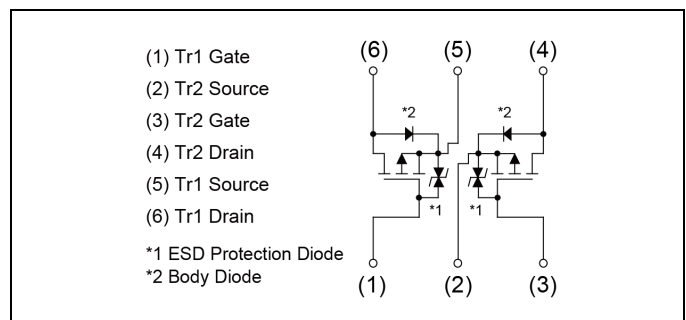 (1) Tr1 Gate
(2) Tr2 Source
(3) Tr2 Gate
(4) Tr2 Drain
(5) Tr1 Source
(6) Tr1 Drain
*1 ESD Protection Diode
*2 Body Diode
(6) (5) (4)
*2 *2
*1 *1
(1) (2) (3)